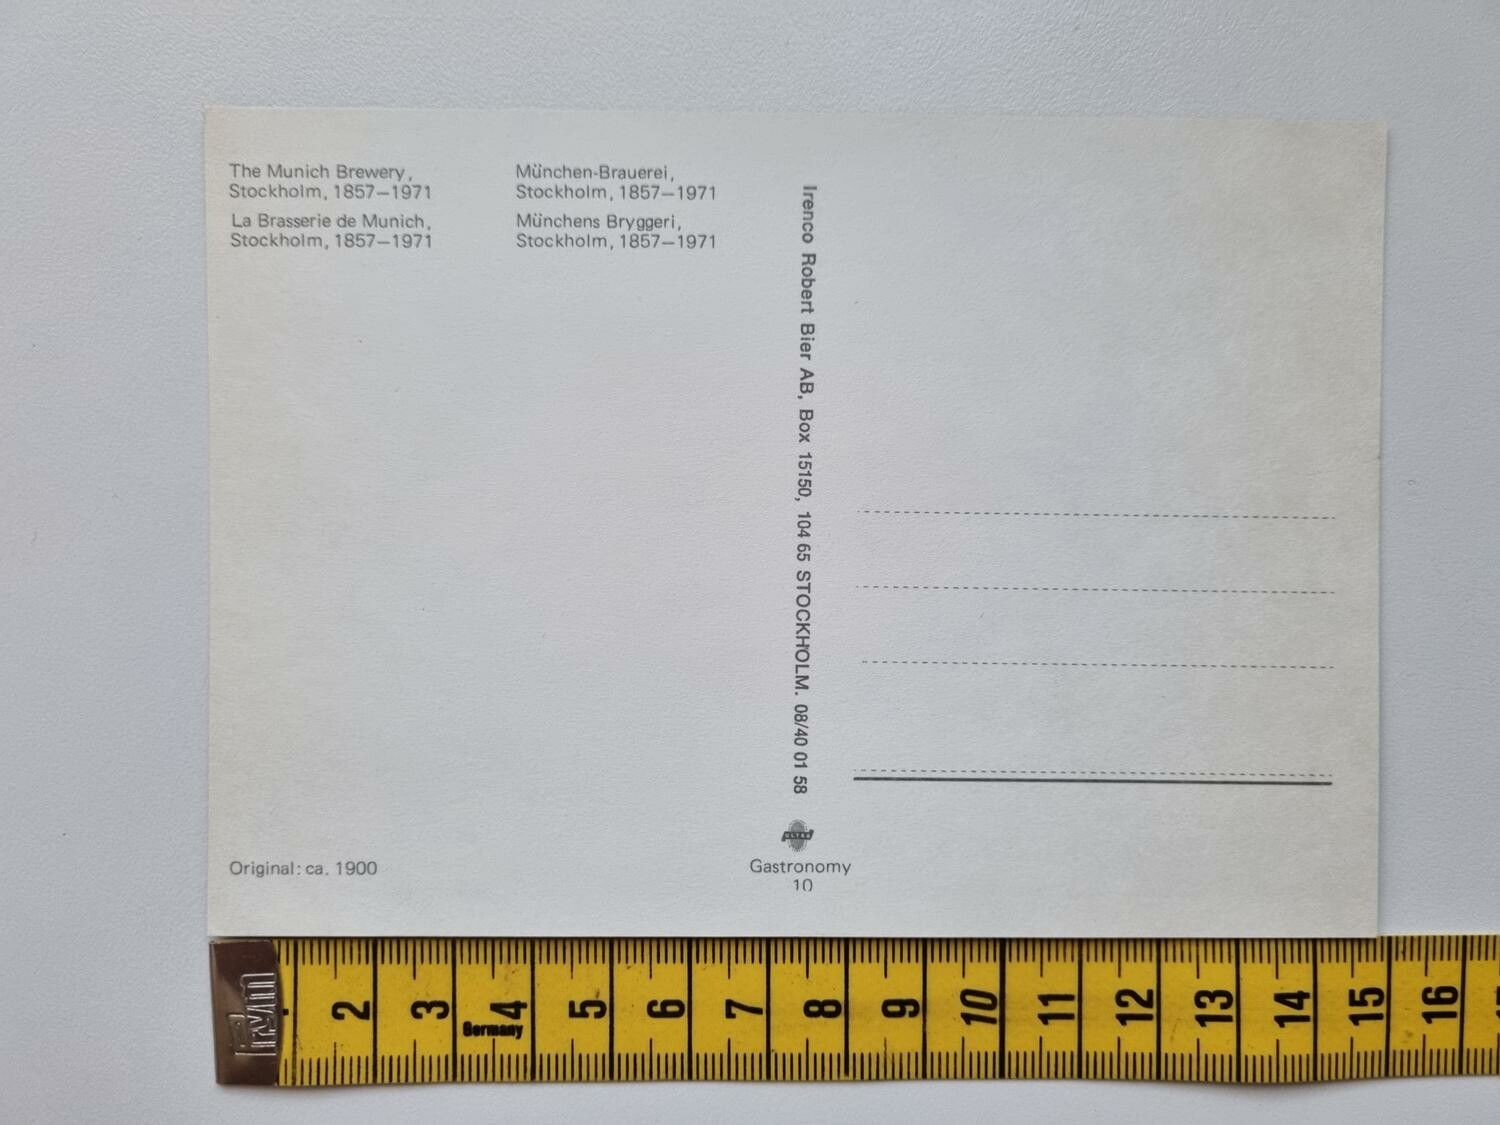 The Munich Brewery,
Stockholm, 1857–1971
La Brasserie de Munich,
Stockholm, 1857–1971
München-Brauerei,
Stockholm, 1857–1971
Münchens Bryggeri,
Stockholm, 1857–1971
Irenco Robert Bier AB, Box 15150, 104 65 STOCKHOLM. 08/40 01 58
ULTRA
Gastronomy
10
Original: ca. 1900
2 3 4 5 6 7 8 9 10 11 12 13 14 15 16
Germany